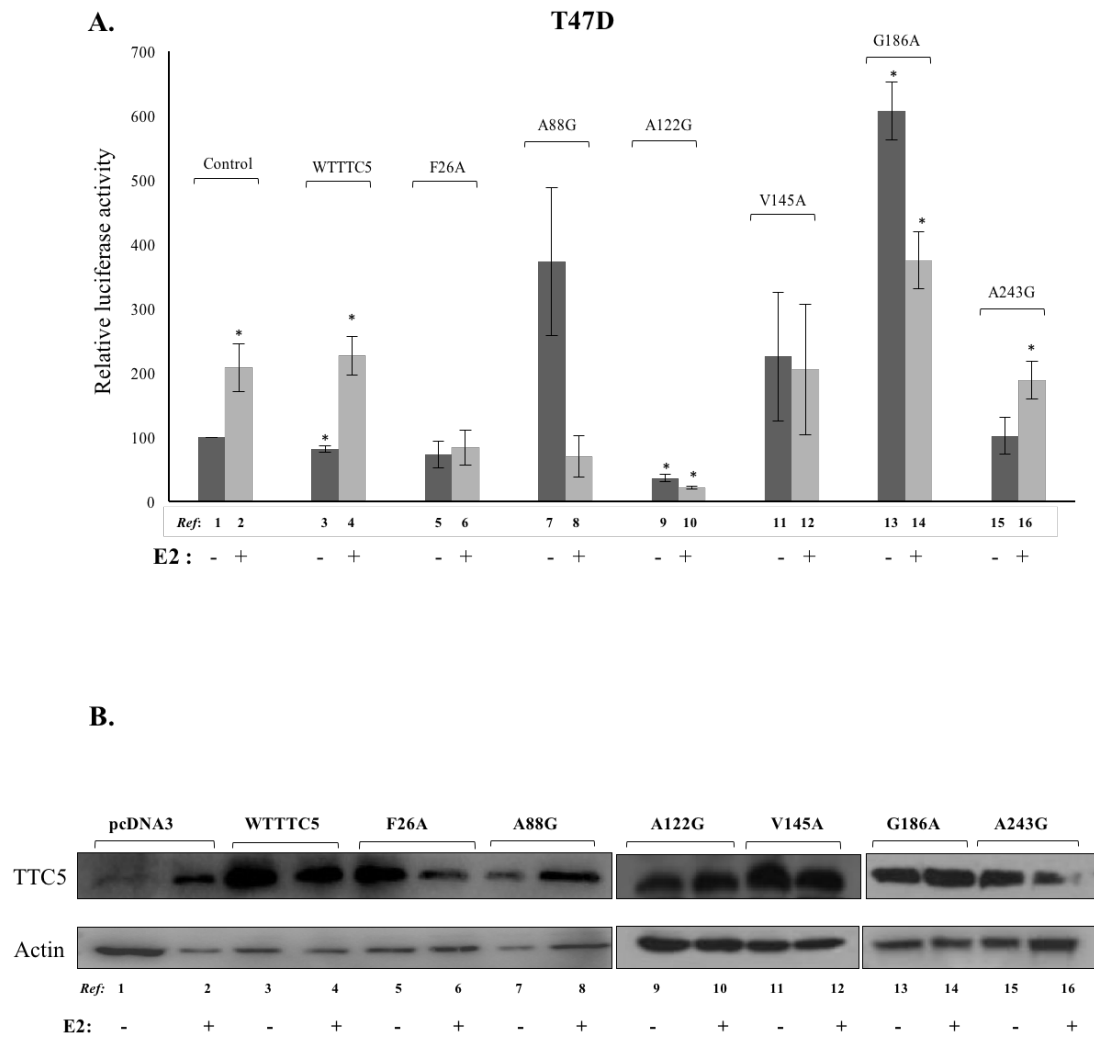 A.
T47D
Relative luciferase activity
700
600
500
400
300
200
100
0
Control
WTTTC5
F26A
A88G
A122G
V145A
G186A
A243G
* * * * * * * *
Ref: 1 2 3 4 5 6 7 8 9 10 11 12 13 14 15 16
E2 : - + - + - + - + - + - + - + - +
B.
pcDNA3 WTTTC5 F26A A88G A122G V145A G186A A243G
TTC5
Actin
Ref: 1 2 3 4 5 6 7 8 9 10 11 12 13 14 15 16
E2: - + - + - + - + - + - + - + - +